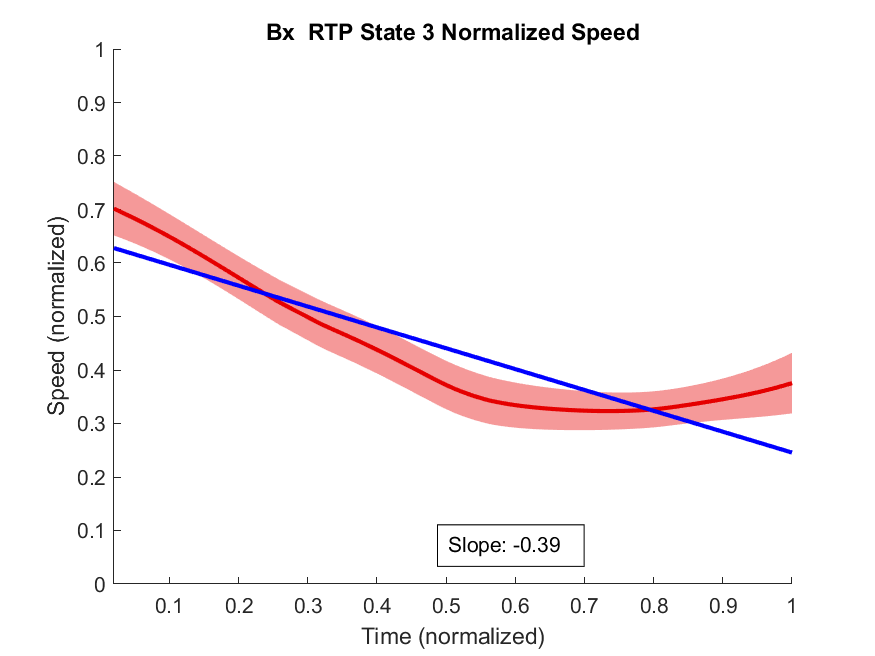 Bx  RTP State 3 Normalized Speed
1
0.9
0.8
0.7
0.6
0.5
0.4
0.3
0.2
0.1
0
Speed (normalized)
Slope: -0.39
0.1 0.2 0.3 0.4 0.5 0.6 0.7 0.8 0.9 1
Time (normalized)